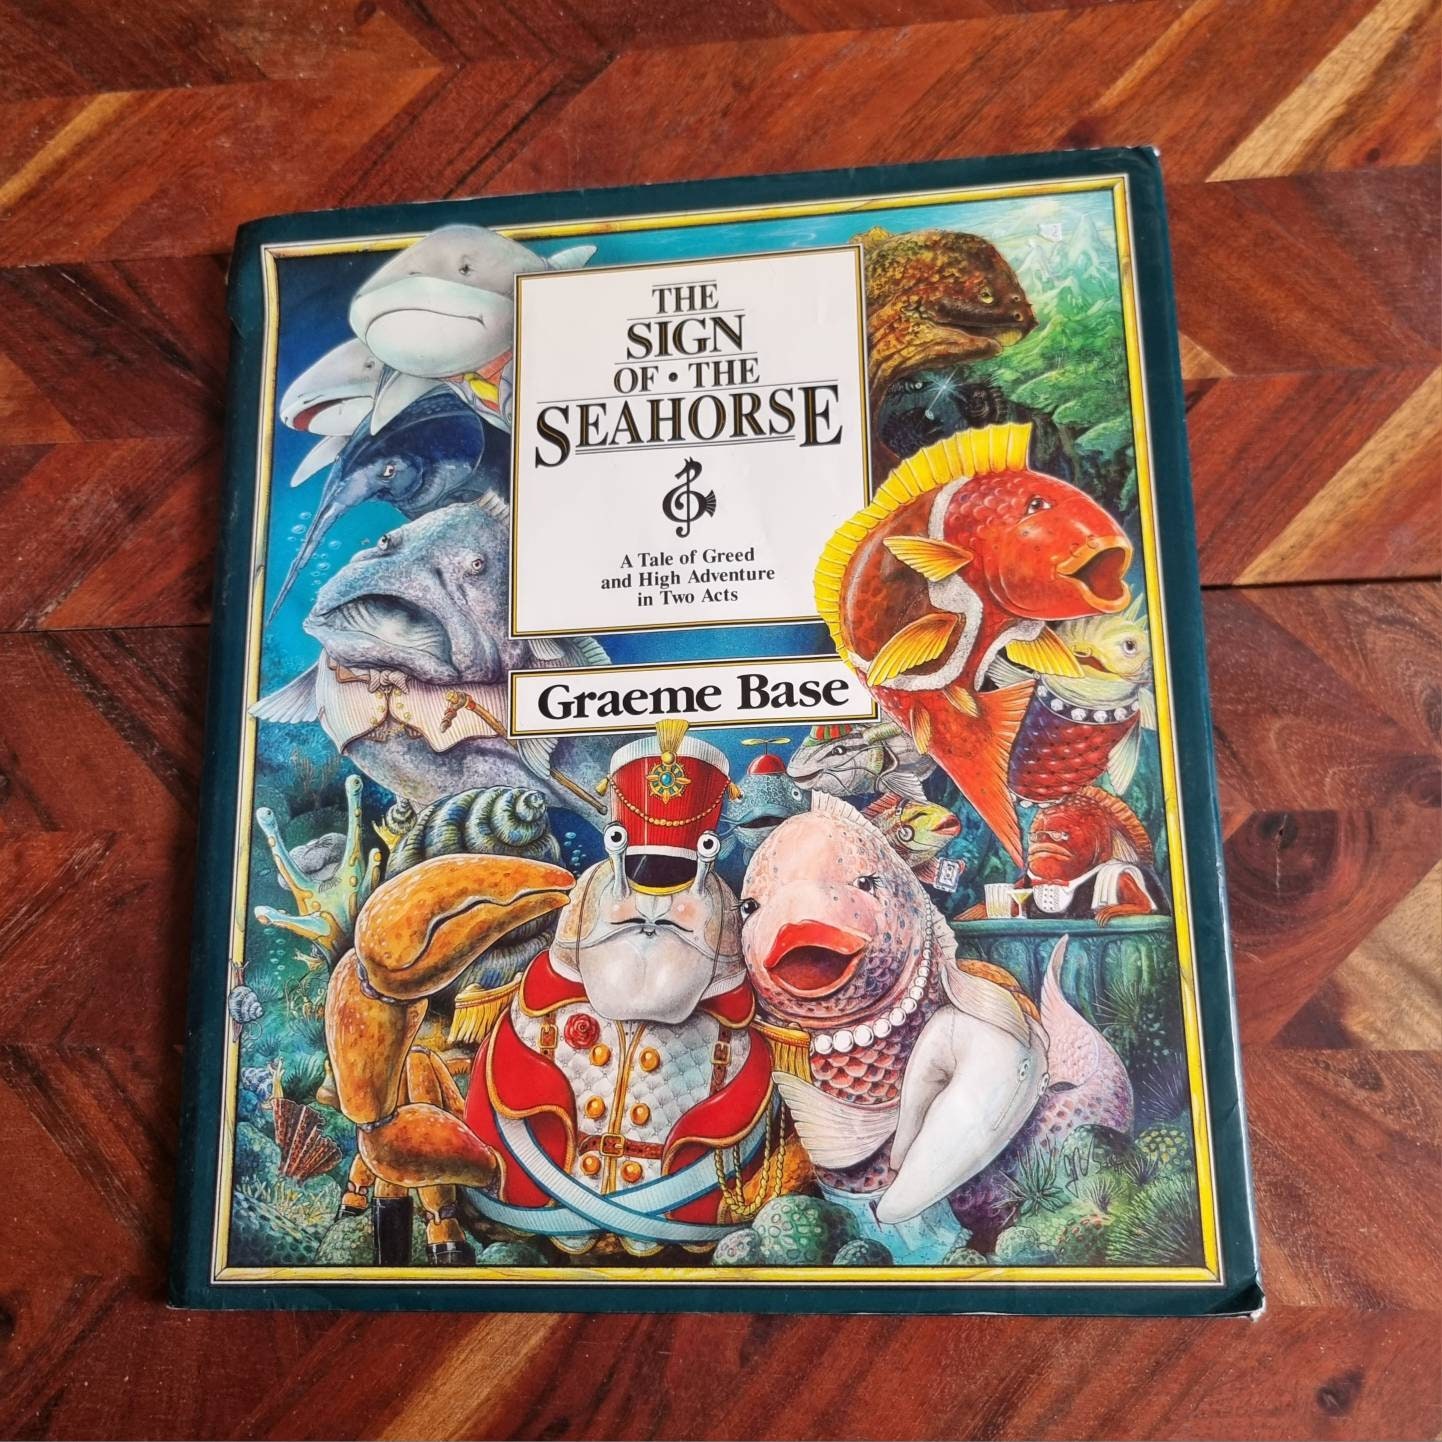 THE
SIGN
OF • THE
SEAHORSE
A Tale of Greed
and High Adventure
in Two Acts
Graeme Base